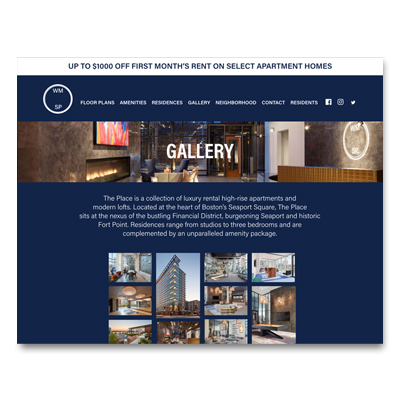 UP TO $1000 OFF FIRST MONTH'S RENT ON SELECT APARTMENT HOMES
WM
SP
FLOOR PLANS AMENITIES RESIDENCES GALLERY NEIGHBORHOOD CONTACT RESIDENTS
GALLERY
WM
SP
The Place is a collection of luxury rental high-rise apartments and
modern lofts. Located at the heart of Boston's Seaport Square, The Place
sits at the nexus of the bustling Financial District, burgeoning Seaport and historic
Fort Point. Residences range from studios to three bedrooms and are
complemented by an unparalleled amenity package.